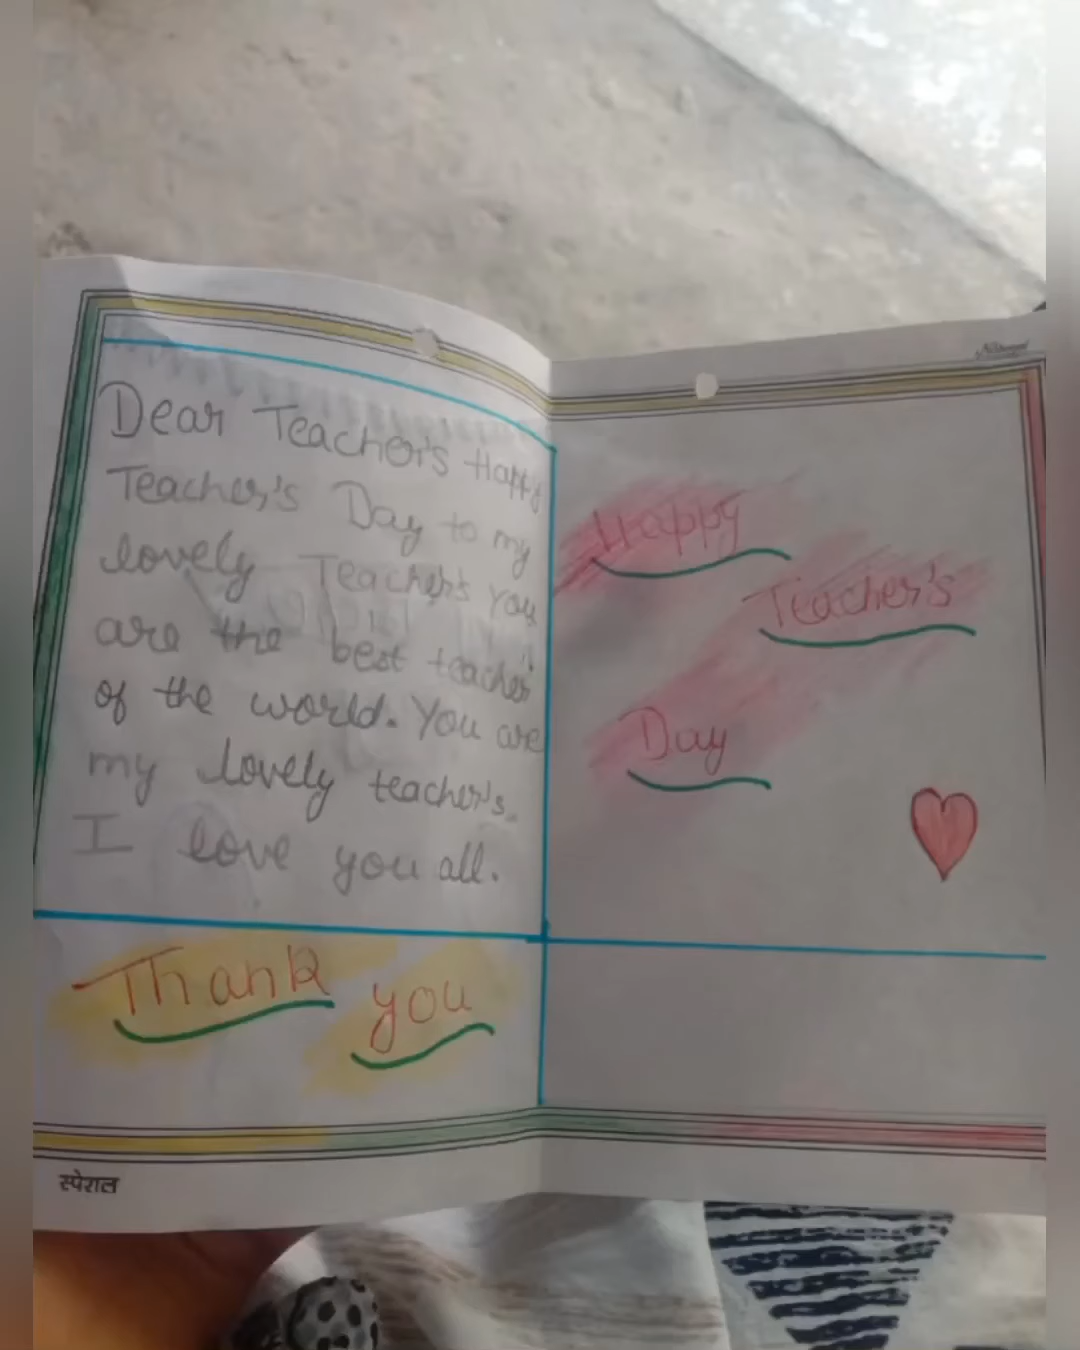 Dear Teacher's Happy
Teacher's Day to my
lovely Teacher's You
are the best teacher's
of the world. You are
my lovely teacher's.
I love you all.
Thank you
स्पेराल
Happy
Teacher's
Day